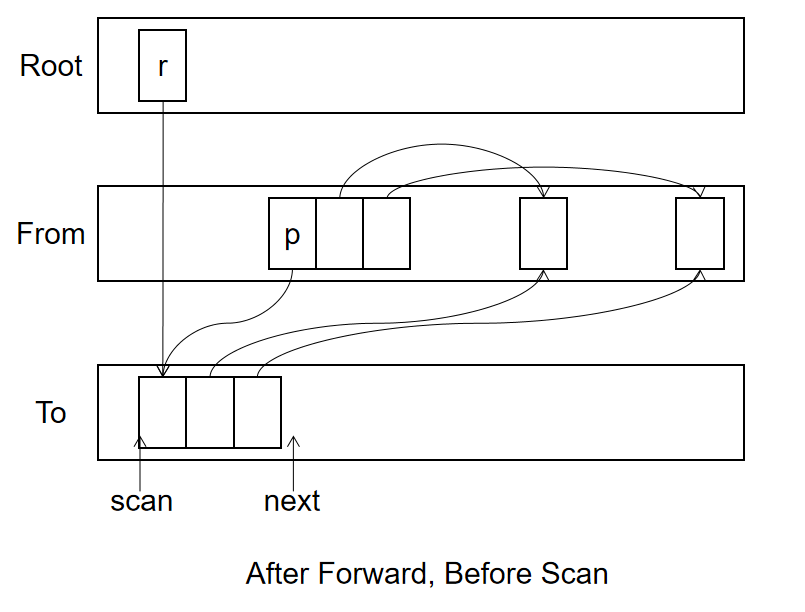 Root
r
From
p
To
scan
next
After Forward, Before Scan